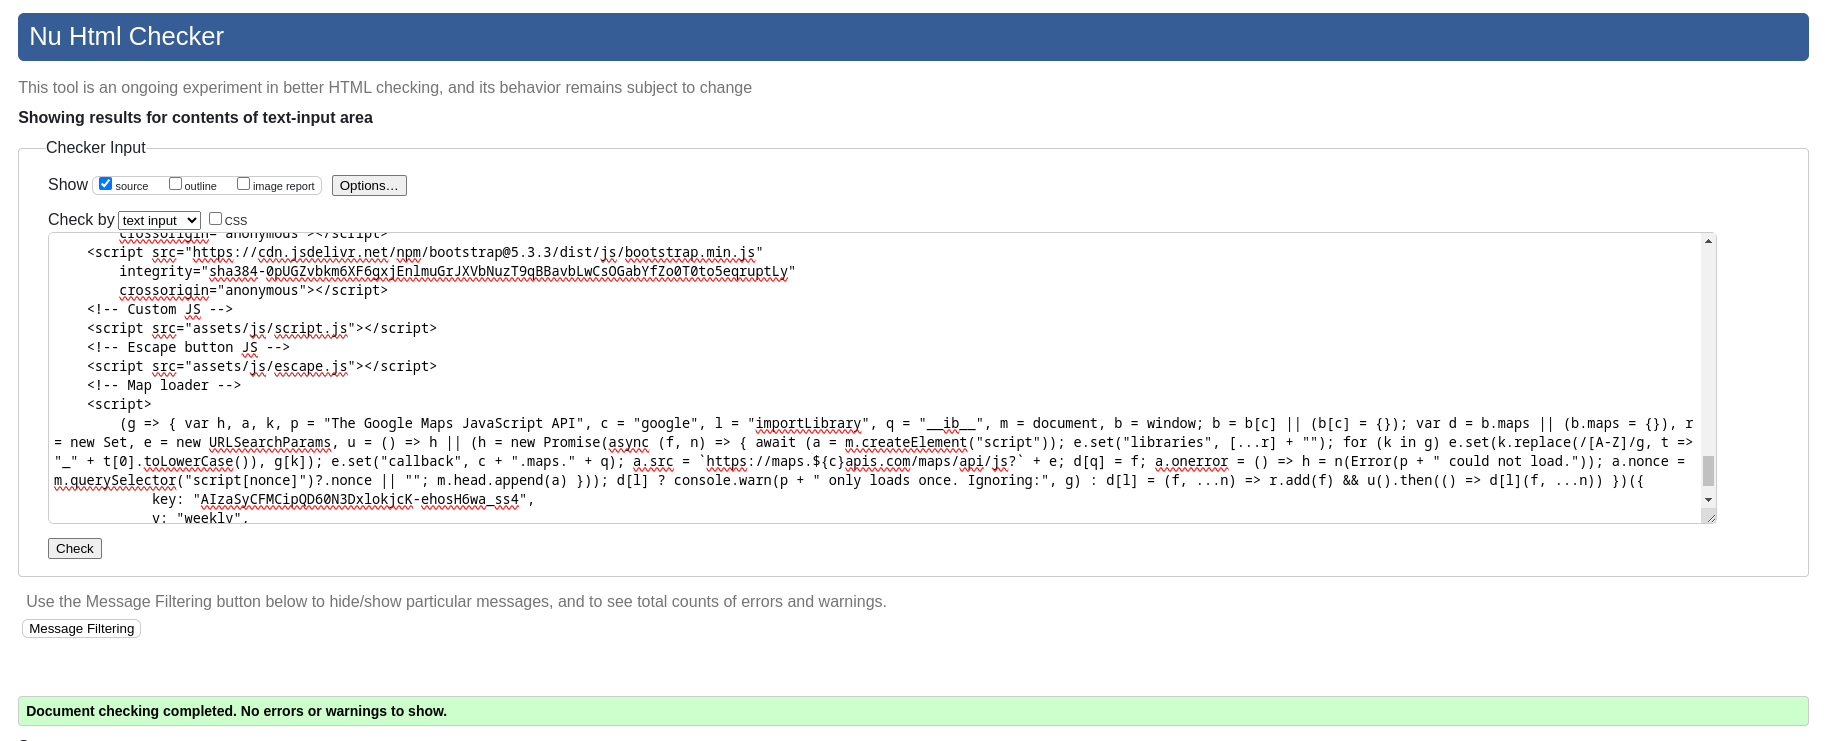 Nu Html Checker
This tool is an ongoing experiment in better HTML checking, and its behavior remains subject to change
Showing results for contents of text-input area
Checker Input
Show source outline image report Options...
Check by text input CSS
crossorigin="anonymous"></script>
<script src="https://cdn.jsdelivr.net/npm/bootstrap@5.3.3/dist/js/bootstrap.min.js"
integrity="sha384-0pUGZvbkm6XF6gxjEnlmuGrJXVbNuzT9qBBavbLwCsOGabYfZo0T0to5eqruptLy"
crossorigin="anonymous"></script>
<!-- Custom JS -->
<script src="assets/js/script.js"></script>
<!-- Escape button JS -->
<script src="assets/js/escape.js"></script>
<!-- Map loader -->
<script>
(g => { var h, a, k, p = "The Google Maps JavaScript API", c = "google", l = "importLibrary", q = "__ib__", m = document, b = window; b = b[c] || (b[c] = {}); var d = b.maps || (b.maps = {}), r
= new Set, e = new URLSearchParams, u = () => h || (h = new Promise(async (f, n) => { await (a = m.createElement("script")); e.set("libraries", [...r] + ""); for (k in g) e.set(k.replace(/[A-Z]/g, t =>
"_" + t[0].toLowerCase()), g[k]); e.set("callback", c + ".maps." + q); a.src = `https://maps.${c}apis.com/maps/api/js?` + e; d[q] = f; a.onerror = () => h = n(Error(p + " could not load.")); a.nonce =
m.querySelector("script[nonce]")?.nonce || ""; m.head.append(a) })); d[l] ? console.warn(p + " only loads once. Ignoring:", g) : d[l] = (f, ...n) => r.add(f) && u().then(() => d[l](f, ...n)) })({
key: "AIzaSyCFMCipQD60N3DxlokjcK-ehosH6wa_ss4",
v: "weekly",
Check
Use the Message Filtering button below to hide/show particular messages, and to see total counts of errors and warnings.
Message Filtering
Document checking completed. No errors or warnings to show.